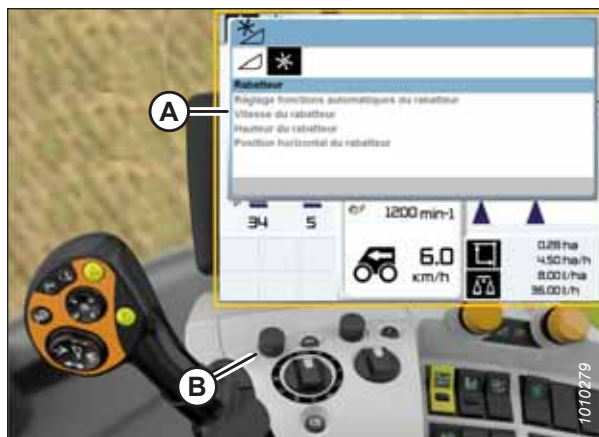 Rabatteur
Réglage fonctions automatiques du rabatteur
Vitesse du rabatteur
Hauteur du rabatteur
Position horizontal du rabatteur
A
34 5
1200 min-1
6.0
km/h
0.28 ha
4.50 ha/h
8.00 l/ha
36.00 l/h
B
1010279